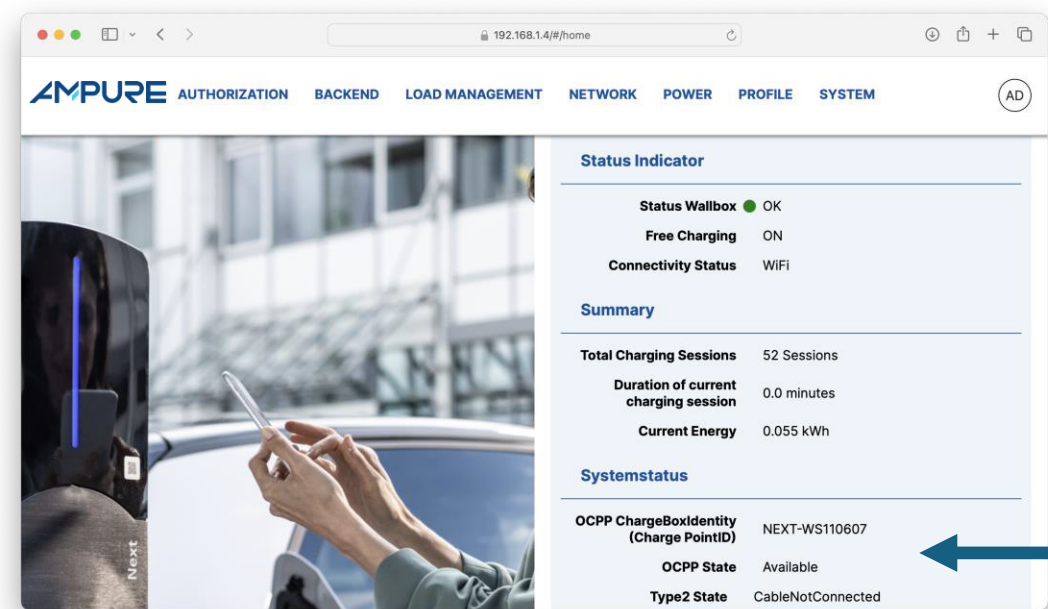 192.168.1.4/#/home
AMPURE AUTHORIZATION BACKEND LOAD MANAGEMENT NETWORK POWER PROFILE SYSTEM AD
Status Indicator
Status Wallbox OK
Free Charging ON
Connectivity Status WiFi
Summary
Total Charging Sessions 52 Sessions
Duration of current
charging session 0.0 minutes
Current Energy 0.055 kWh
Systemstatus
OCPP ChargeBoxIdentity
(Charge PointID) NEXT-WS110607
OCPP State Available
Type2 State CableNotConnected
Next